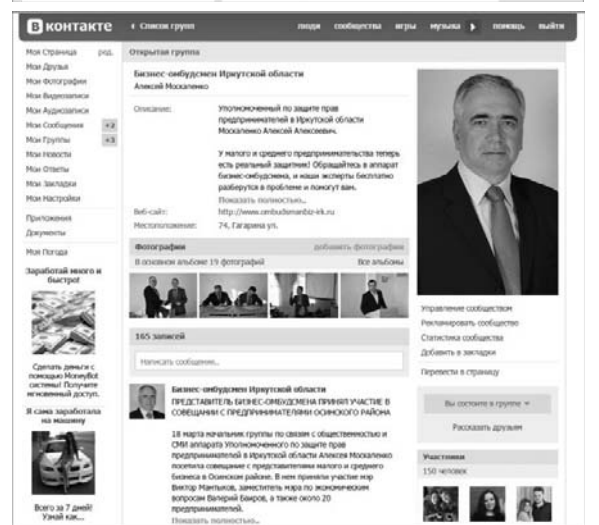 В контакте
Список групп
люди сообщества игры музыка помощь выйти
Моя Страница ред.
Мои Друзья
Мои Фотографии
Мои Видеозаписи
Мои Аудиозаписи
Мои Сообщения +2
Мои Группы +3
Мои Новости
Мои Ответы
Мои Закладки
Мои Настройки
Приложения
Документы
Моя Погода
Заработай много и
быстро!
Сделать деньги с
помощью MoneyBot
системы! Получите
мгновенный доступ.
Я сама заработала
на машину
Всего за 7 дней!
Узнай как...
Открытая группа
Бизнес-омбудсмен Иркутской области
Алексей Москаленко
Описание: Уполномоченный по защите прав
предпринимателей в Иркутской области
Москаленко Алексей Алексеевич.
У малого и среднего предпринимательства теперь
есть реальный защитник! Обращайтесь в аппарат
бизнес-омбудсмена, и наши эксперты бесплатно
разберутся в проблеме и помогут вам.
Показать полностью...
Веб-сайт: http://www.ombudsmanbiz-irk.ru
Местоположение: 74, Гагарина ул.
Фотографии добавить фотографии
В основном альбоме 19 фотографий Все альбомы
165 записей
Написать сообщение...
Бизнес-омбудсмен Иркутской области
ПРЕДСТАВИТЕЛЬ БИЗНЕС-ОМБУДСМЕНА ПРИНЯЛ УЧАСТИЕ В
СОВЕЩАНИИ С ПРЕДПРИНИМАТЕЛЯМИ ОСИНСКОГО РАЙОНА
18 марта начальник группы по связям с общественностью и
СМИ аппарата Уполномоченного по защите прав
предпринимателей в Иркутской области Алексея Москаленко
посетила совещание с представителями малого и среднего
бизнеса в Осинском районе. В нем приняли участие мэр
Виктор Мантыков, заместитель мэра по экономическим
вопросам Валерий Баиров, а также около 20
предпринимателей.
Показать полностью...
Управление сообществом
Рекламировать сообщество
Статистика сообщества
Добавить в закладки
Перевести в страницу
Вы состоите в группе
Рассказать друзьям
Участники
150 человек